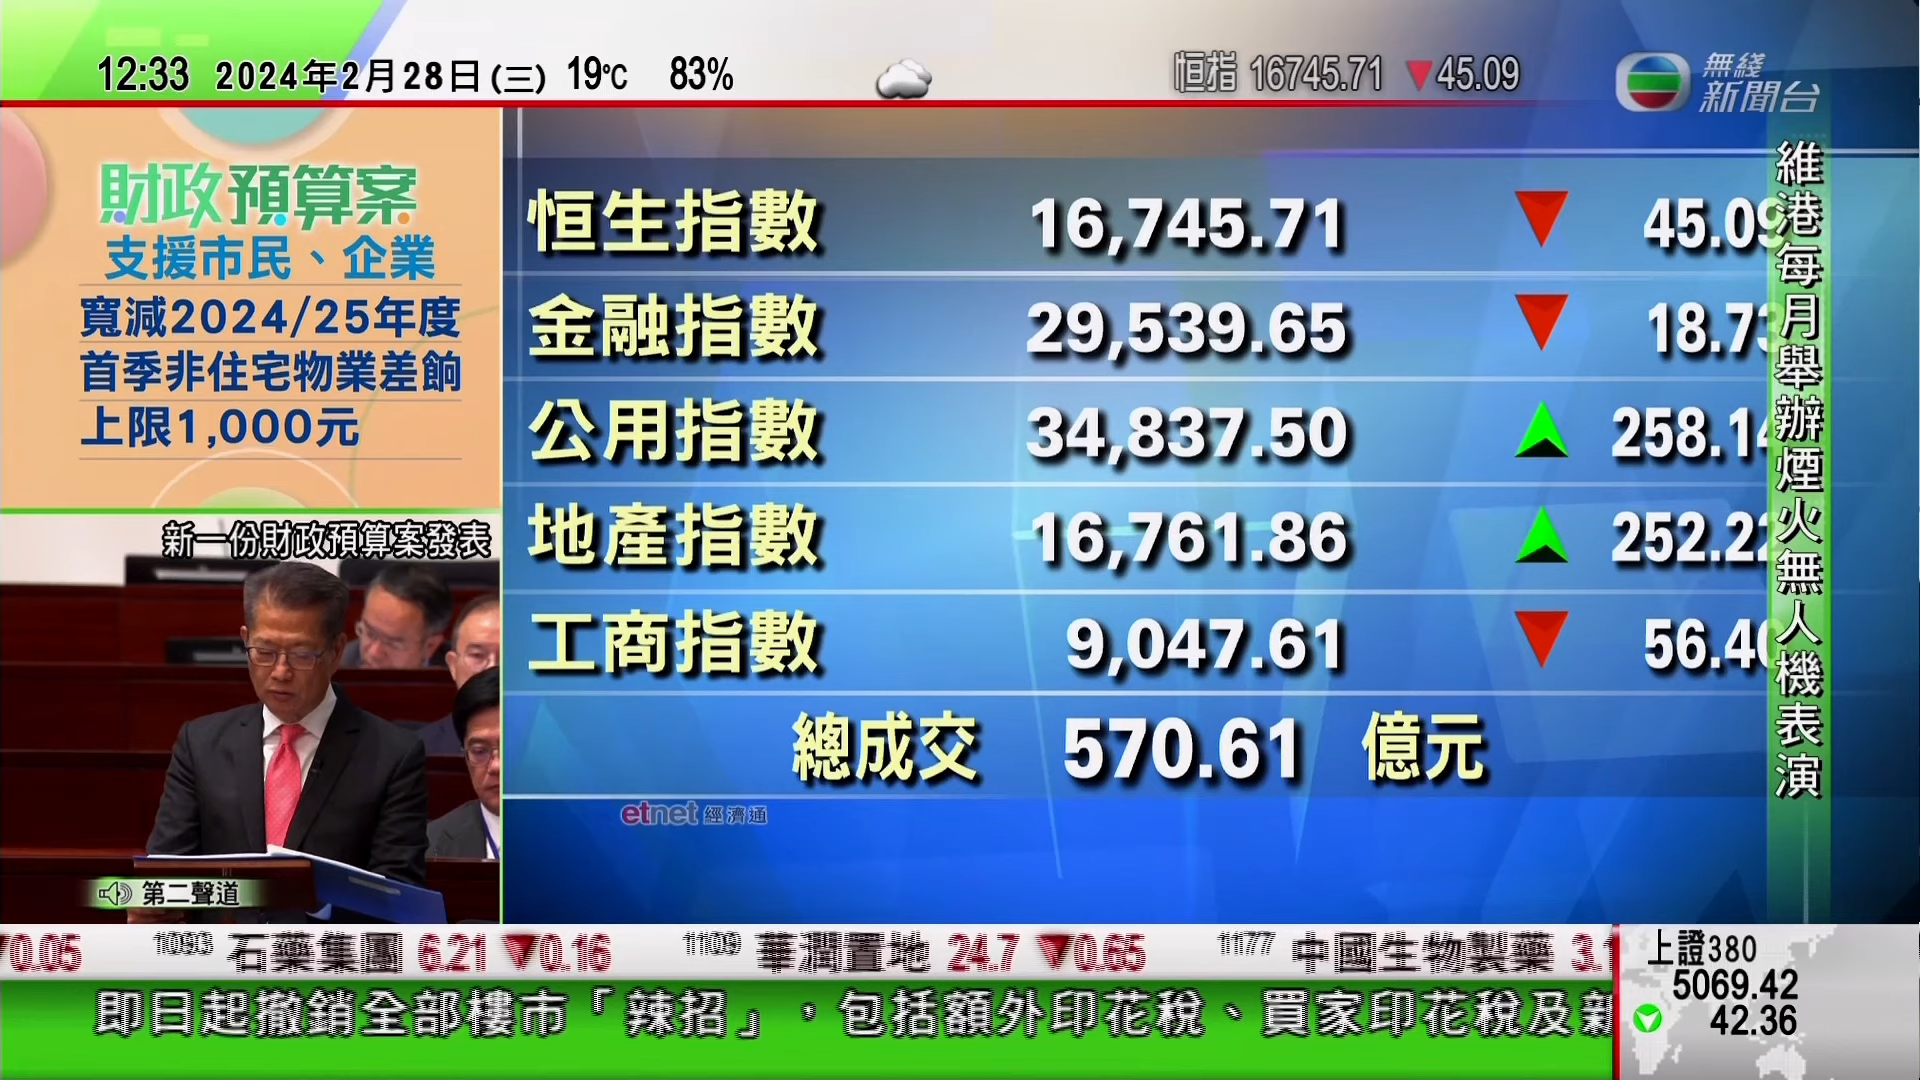 12:33 2024年2月28日(三) 19℃ 83%
恒指 16745.71 ▼45.09
無綫新聞台
財政預算案
支援市民、企業
寬減2024/25年度
首季非住宅物業差餉
上限1,000元
新一份財政預算案發表
第二聲道
恒生指數 16,745.71 ▼ 45.09
金融指數 29,539.65 ▼ 18.73
公用指數 34,837.50 ▲ 258.14
地產指數 16,761.86 ▲ 252.22
工商指數 9,047.61 ▼ 56.40
總成交 570.61 億元
etnet 經濟通
維港每月舉辦煙火無人機表演
▼0.05 1093 石藥集團 6.21 ▼0.16 1109 華潤置地 24.7 ▼0.65 1177 中國生物製藥 3.1
即日起撤銷全部樓市「辣招」，包括額外印花稅、買家印花稅及新
上證380
5069.42
42.36